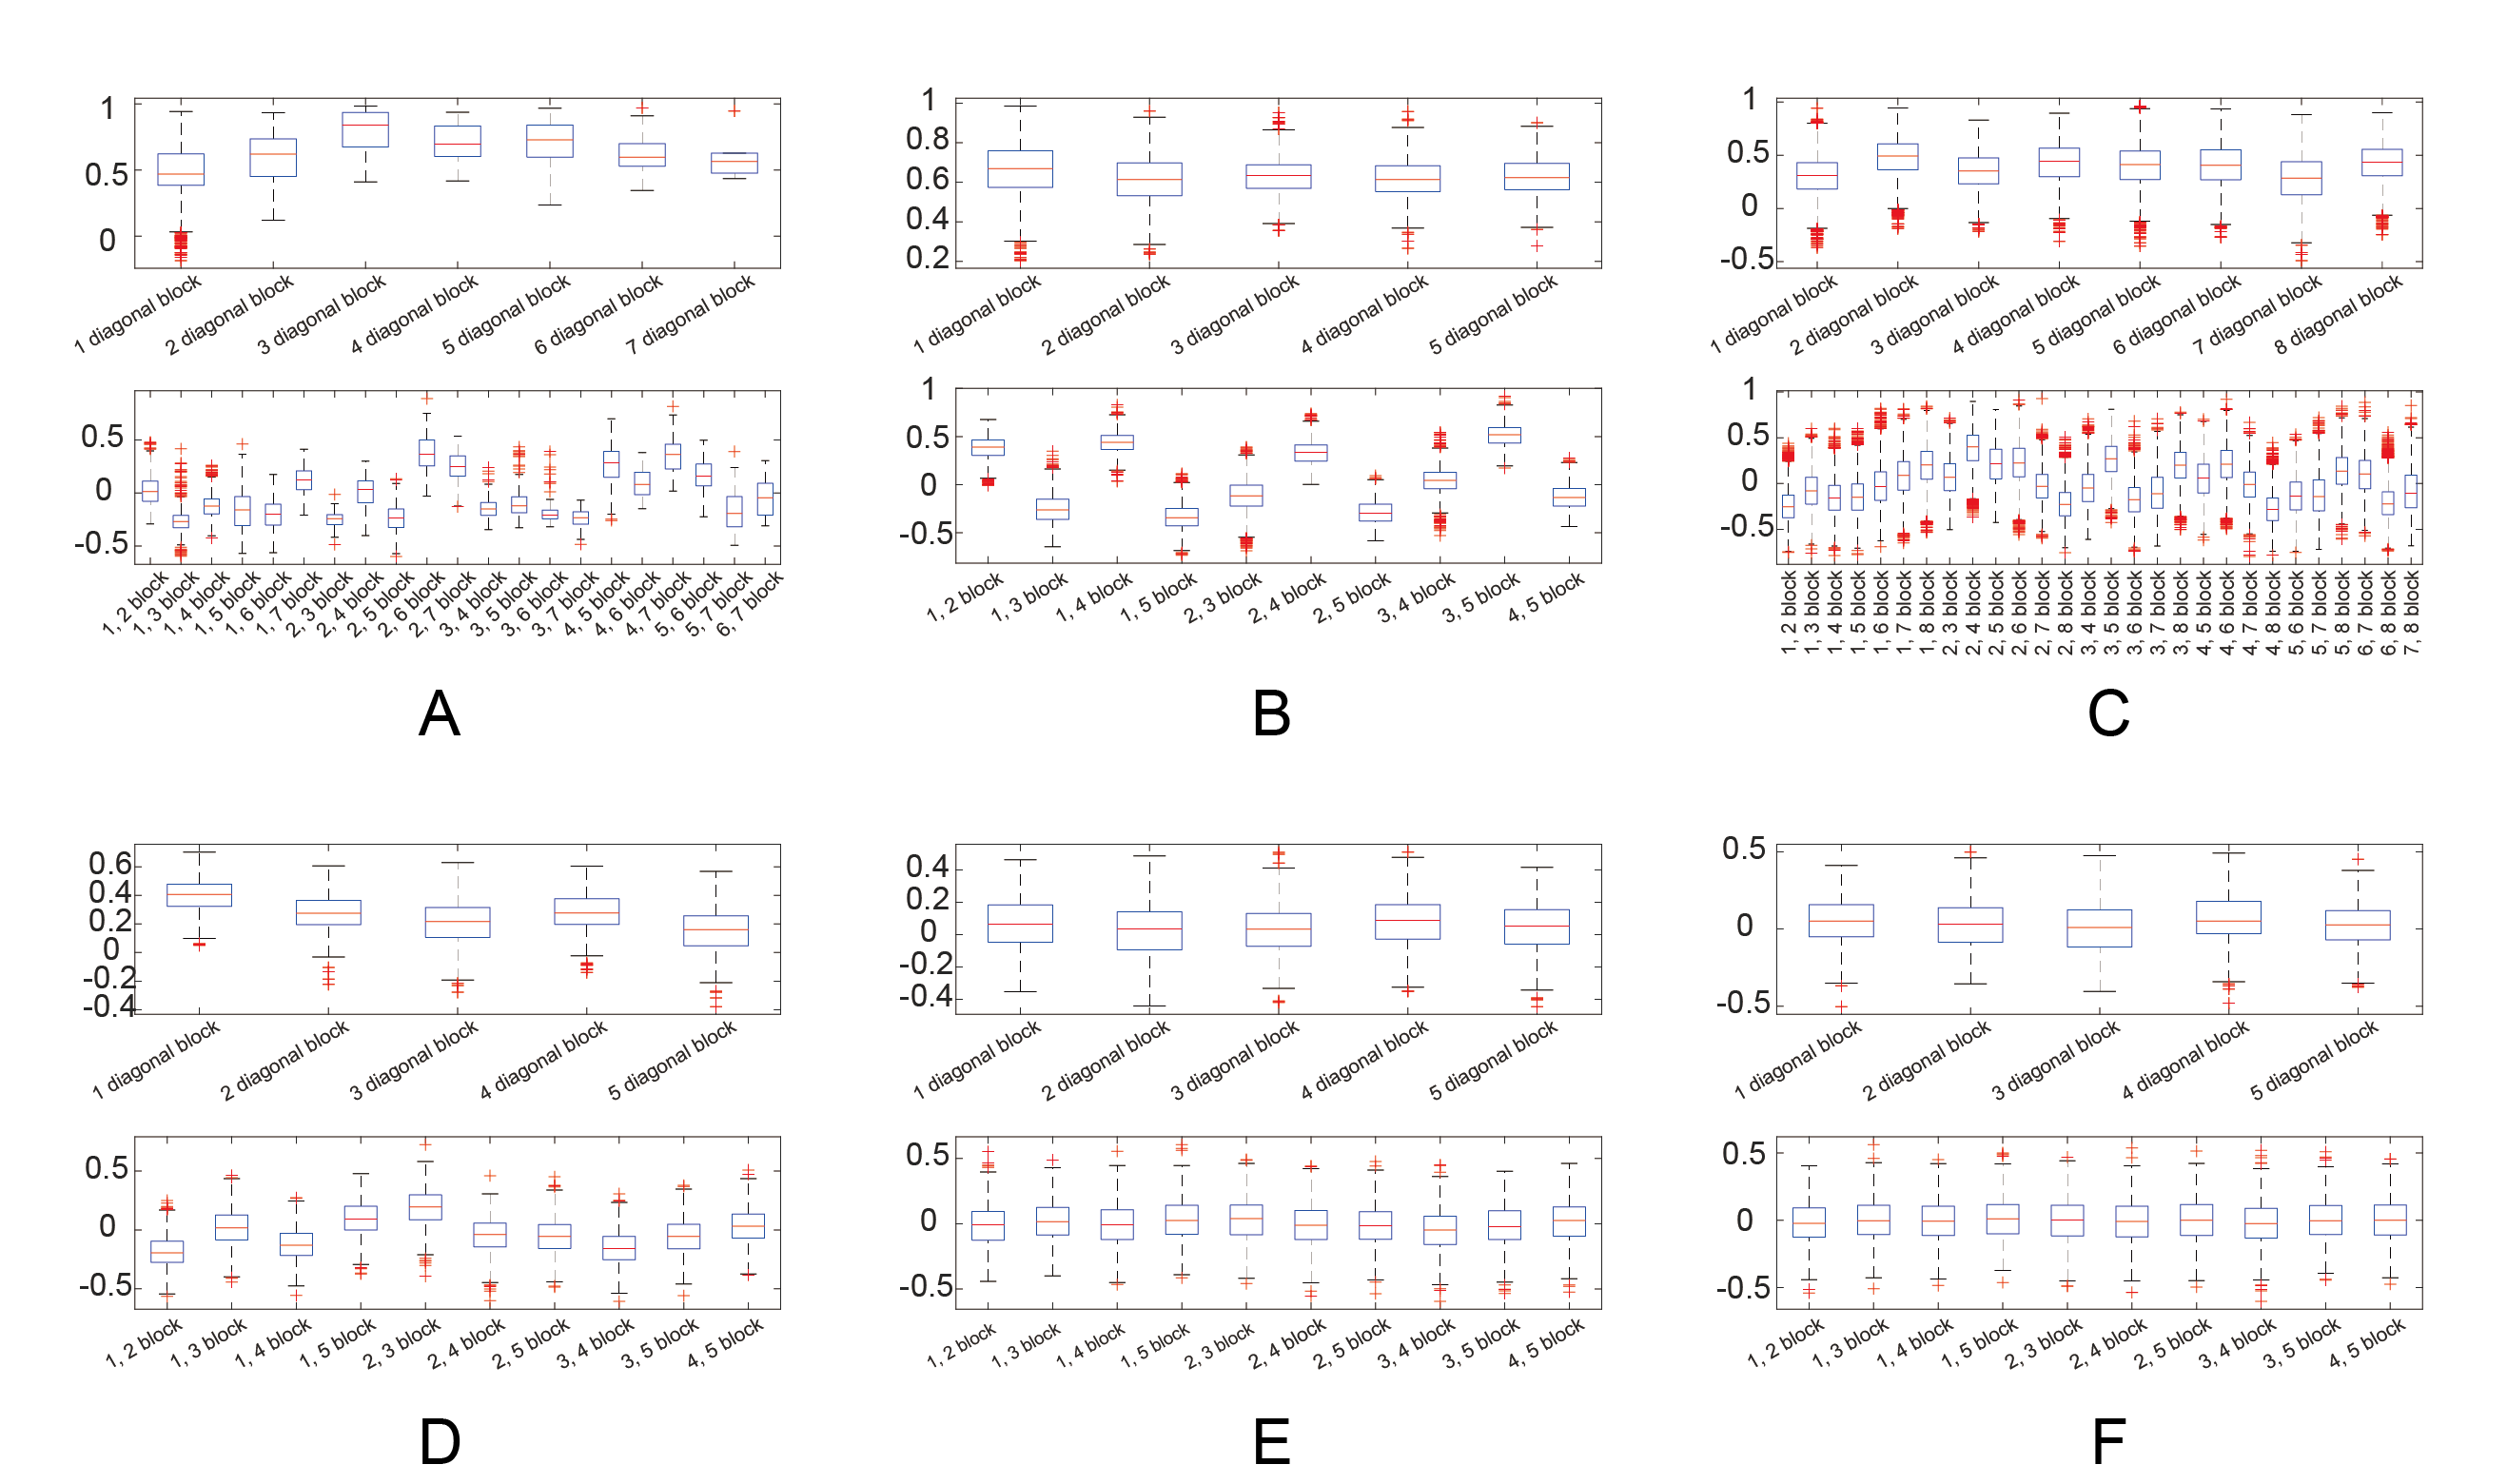 1
0.5
0
1 diagonal block
2 diagonal block
3 diagonal block
4 diagonal block
5 diagonal block
6 diagonal block
7 diagonal block
0.5
0
-0.5
1, 2 block
1, 3 block
1, 4 block
1, 5 block
1, 6 block
1, 7 block
2, 3 block
2, 4 block
2, 5 block
2, 6 block
2, 7 block
3, 4 block
3, 5 block
3, 6 block
3, 7 block
4, 5 block
4, 6 block
4, 7 block
5, 6 block
5, 7 block
6, 7 block
A
1
0.8
0.6
0.4
0.2
1 diagonal block
2 diagonal block
3 diagonal block
4 diagonal block
5 diagonal block
1
0.5
0
-0.5
1, 2 block
1, 3 block
1, 4 block
1, 5 block
2, 3 block
2, 4 block
2, 5 block
3, 4 block
3, 5 block
4, 5 block
B
1
0.5
0
-0.5
1 diagonal block
2 diagonal block
3 diagonal block
4 diagonal block
5 diagonal block
6 diagonal block
7 diagonal block
8 diagonal block
1
0.5
0
-0.5
1, 2 block
1, 3 block
1, 4 block
1, 5 block
1, 6 block
1, 7 block
1, 8 block
2, 3 block
2, 4 block
2, 5 block
2, 6 block
2, 7 block
2, 8 block
3, 4 block
3, 5 block
3, 6 block
3, 7 block
3, 8 block
4, 5 block
4, 6 block
4, 7 block
4, 8 block
5, 6 block
5, 7 block
5, 8 block
6, 7 block
6, 8 block
7, 8 block
C
0.6
0.4
0.2
0
-0.2
-0.4
1 diagonal block
2 diagonal block
3 diagonal block
4 diagonal block
5 diagonal block
0.5
0
-0.5
1, 2 block
1, 3 block
1, 4 block
1, 5 block
2, 3 block
2, 4 block
2, 5 block
3, 4 block
3, 5 block
4, 5 block
D
0.4
0.2
0
-0.2
-0.4
1 diagonal block
2 diagonal block
3 diagonal block
4 diagonal block
5 diagonal block
0.5
0
-0.5
1, 2 block
1, 3 block
1, 4 block
1, 5 block
2, 3 block
2, 4 block
2, 5 block
3, 4 block
3, 5 block
4, 5 block
E
0.5
0
-0.5
1 diagonal block
2 diagonal block
3 diagonal block
4 diagonal block
5 diagonal block
0.5
0
-0.5
1, 2 block
1, 3 block
1, 4 block
1, 5 block
2, 3 block
2, 4 block
2, 5 block
3, 4 block
3, 5 block
4, 5 block
F